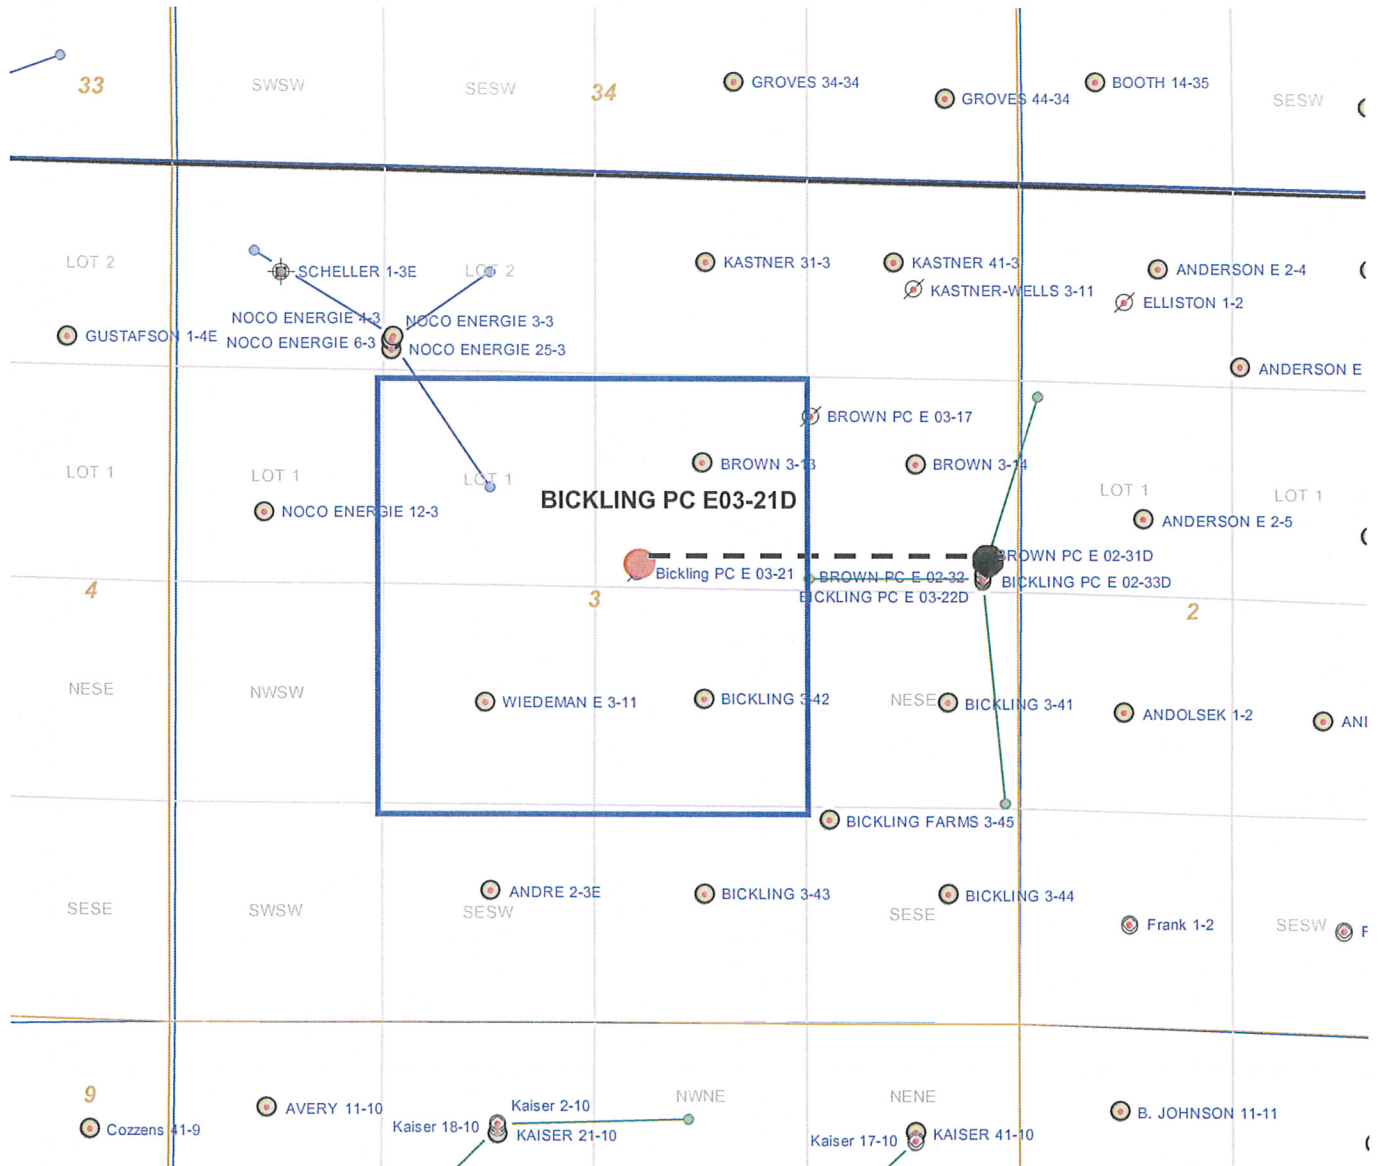 33
SWSW
SESW
34
GROVES 34-34
GROVES 44-34
BOOTH 14-35
SESW
LOT 2
SCHELLER 1-3E
LOT 2
KASTNER 31-3
KASTNER 41-3
ANDERSON E 2-4
KASTNER-WELLS 3-11
ELLISTON 1-2
NOCO ENERGIE 4-3
NOCO ENERGIE 3-3
GUSTAFSON 1-4E
NOCO ENERGIE 6-3
NOCO ENERGIE 25-3
ANDERSON E
BROWN PC E 03-17
LOT 1
LOT 1
LOT 1
BROWN 3-13
BROWN 3-14
LOT 1
LOT 1
BICKLING PC E03-21D
NOCO ENERGIE 12-3
ANDERSON E 2-5
BROWN PC E 02-31D
Bickling PC E 03-21
BROWN PC E 02-32
BICKLING PC E 02-33D
4
3
BICKLING PC E 03-22D
2
NESE
NWSW
WIEDEMAN E 3-11
BICKLING 3-42
NESE
BICKLING 3-41
ANDOLSEK 1-2
BICKLING FARMS 3-45
SESE
SWSW
ANDRE 2-3E
SESW
BICKLING 3-43
SESE
BICKLING 3-44
Frank 1-2
SESW
9
AVERY 11-10
Kaiser 2-10
NWNE
NENE
B. JOHNSON 11-11
Cozzens 41-9
Kaiser 18-10
KAISER 21-10
Kaiser 17-10
KAISER 41-10